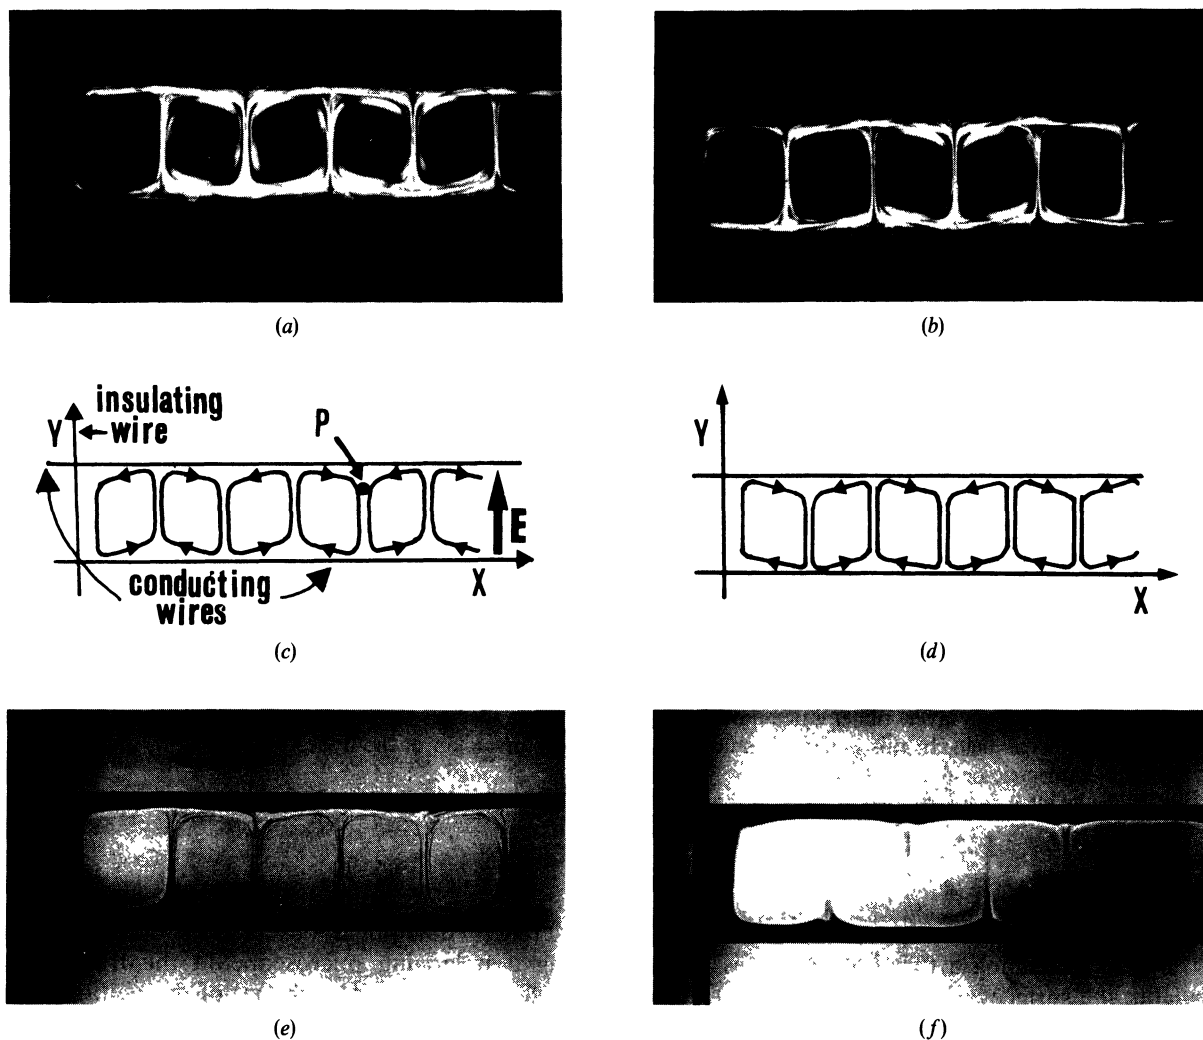 (a)
(b)
insulating
wire
Y
P
E
X
conducting
wires
(c)
Y
X
(d)
(e)
(f)